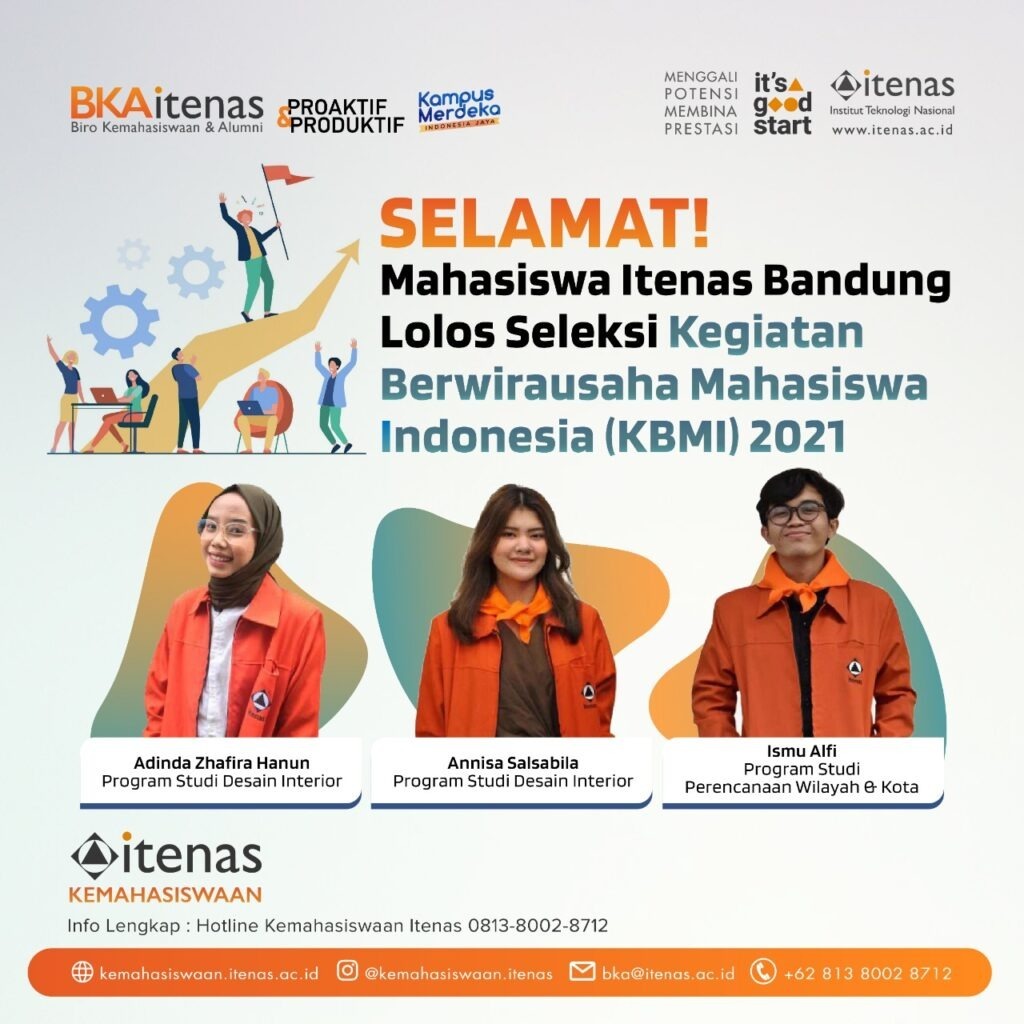 BKAitenas
Biro Kemahasiswaan & Alumni
PROAKTIF
& PRODUKTIF
Kampus
Merdeka
INDONESIA JAYA
MENGGALI
POTENSI
MEMBINA
PRESTASI
it's
good
start
itenas
Institut Teknologi Nasional
www.itenas.ac.id
SELAMAT!
Mahasiswa Itenas Bandung
Lolos Seleksi Kegiatan
Berwirausaha Mahasiswa
Indonesia (KBMI) 2021
Adinda Zhafira Hanun
Program Studi Desain Interior
Annisa Salsabila
Program Studi Desain Interior
Ismu Alfi
Program Studi
Perencanaan Wilayah & Kota
itenas
KEMAHASISWAAN
Info Lengkap : Hotline Kemahasiswaan Itenas 0813-8002-8712
kemahasiswaan.itenas.ac.id @kemahasiswaan.itenas bka@itenas.ac.id +62 813 8002 8712